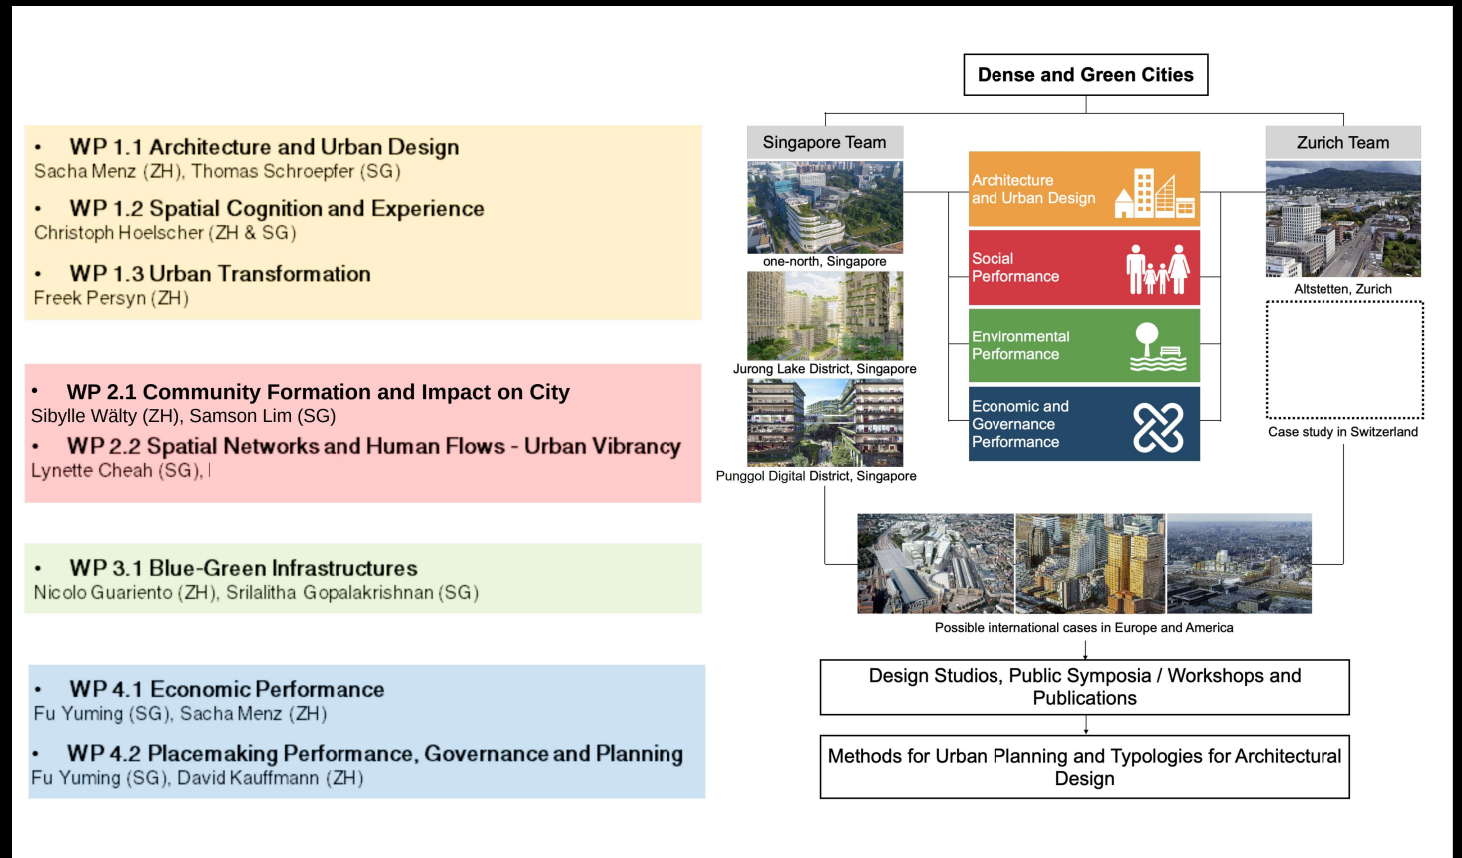 • WP 1.1 Architecture and Urban Design
Sacha Menz (ZH), Thomas Schroepfer (SG)
• WP 1.2 Spatial Cognition and Experience
Christoph Hoelscher (ZH & SG)
• WP 1.3 Urban Transformation
Freek Persyn (ZH)
• WP 2.1 Community Formation and Impact on City
Sibylle Wälty (ZH), Samson Lim (SG)
• WP 2.2 Spatial Networks and Human Flows - Urban Vibrancy
Lynette Cheah (SG),
• WP 3.1 Blue-Green Infrastructures
Nicolo Guariento (ZH), Srilalitha Gopalakrishnan (SG)
• WP 4.1 Economic Performance
Fu Yuming (SG), Sacha Menz (ZH)
• WP 4.2 Placemaking Performance, Governance and Planning
Fu Yuming (SG), David Kauffmann (ZH)
Dense and Green Cities
Singapore Team
one-north, Singapore
Jurong Lake District, Singapore
Punggol Digital District, Singapore
Architecture
and Urban Design
Social
Performance
Environmental
Performance
Economic and
Governance
Performance
Zurich Team
Altstetten, Zurich
Case study in Switzerland
Possible international cases in Europe and America
Design Studios, Public Symposia / Workshops and
Publications
Methods for Urban Planning and Typologies for Architectural
Design